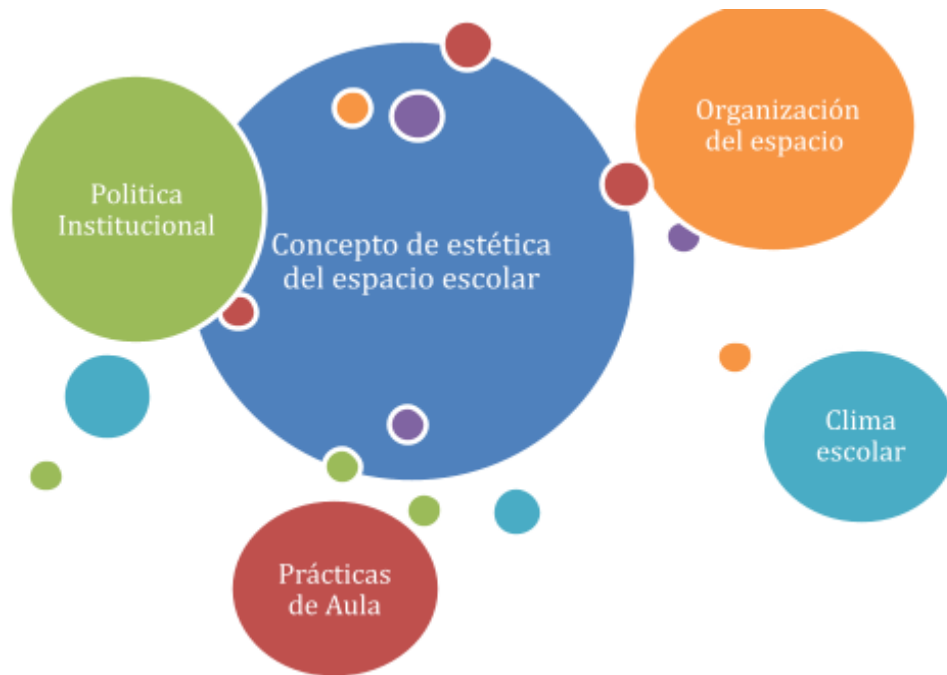 Organización
del espacio
Politica
Institucional
Concepto de estética
del espacio escolar
Clima
escolar
Prácticas
de Aula